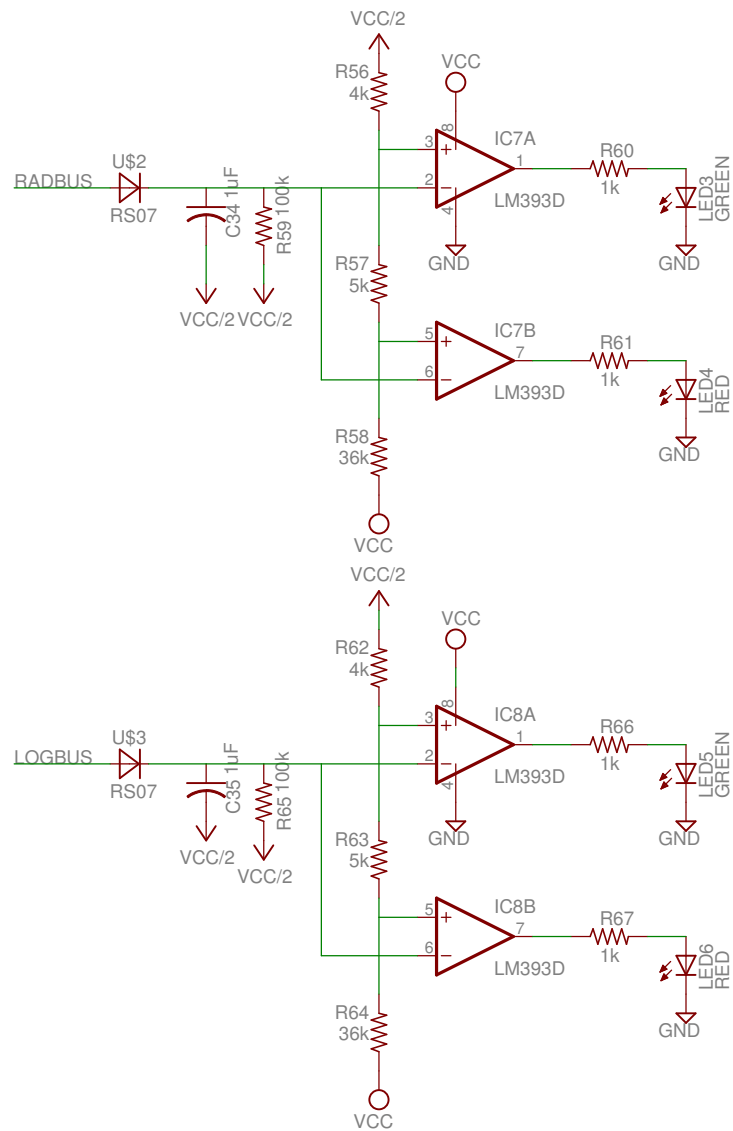 VCC/2
R56
4k
VCC
8
IC7A
3
+
1
R60
1k
U$2
RADBUS
RS07
2
−
4
LM393D
LED3
GREEN
C34 1uF
R59 100k
VCC/2
VCC/2
GND
GND
R57
5k
IC7B
5
+
7
R61
1k
6
−
LM393D
LED4
RED
GND
R58
36k
VCC
VCC/2
R62
4k
VCC
8
IC8A
3
+
1
R66
1k
U$3
LOGBUS
RS07
2
−
4
LM393D
LED5
GREEN
C35 1uF
R65 100k
VCC/2
VCC/2
GND
GND
R63
5k
IC8B
5
+
7
R67
1k
6
−
LM393D
LED6
RED
GND
R64
36k
VCC